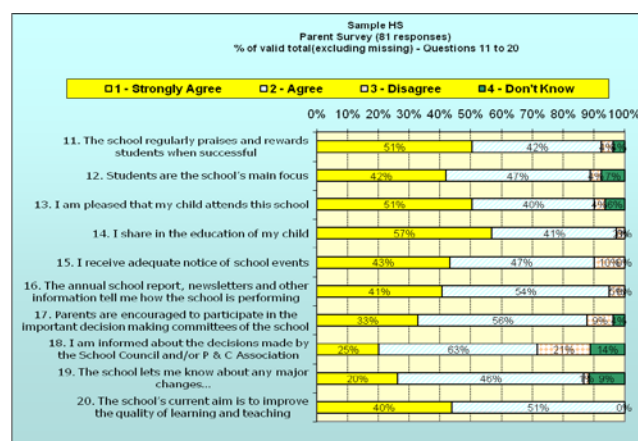 Sample HS
Parent Survey (81 responses)
% of valid total(excluding missing) - Questions 11 to 20
1 - Strongly Agree 2 - Agree 3 - Disagree 4 - Don't Know
0% 10% 20% 30% 40% 50% 60% 70% 80% 90% 100%
11. The school regularly praises and rewards
students when successful
51% 42% 4%
12. Students are the school's main focus
42% 47% 4% 7%
13. I am pleased that my child attends this school
51% 40% 4% 6%
14. I share in the education of my child
57% 41%
15. I receive adequate notice of school events
43% 47% 10% 0%
16. The annual school report, newsletters and other
information tell me how the school is performing
41% 54%
17. Parents are encouraged to participate in the
important decision making committees of the school
33% 56% 9%
18. I am informed about the decisions made by
the School Council and/or P & C Association
25% 63% 21% 14%
19. The school lets me know about any major
changes...
20% 46% 9%
20. The school's current aim is to improve
the quality of learning and teaching
40% 51% 0%